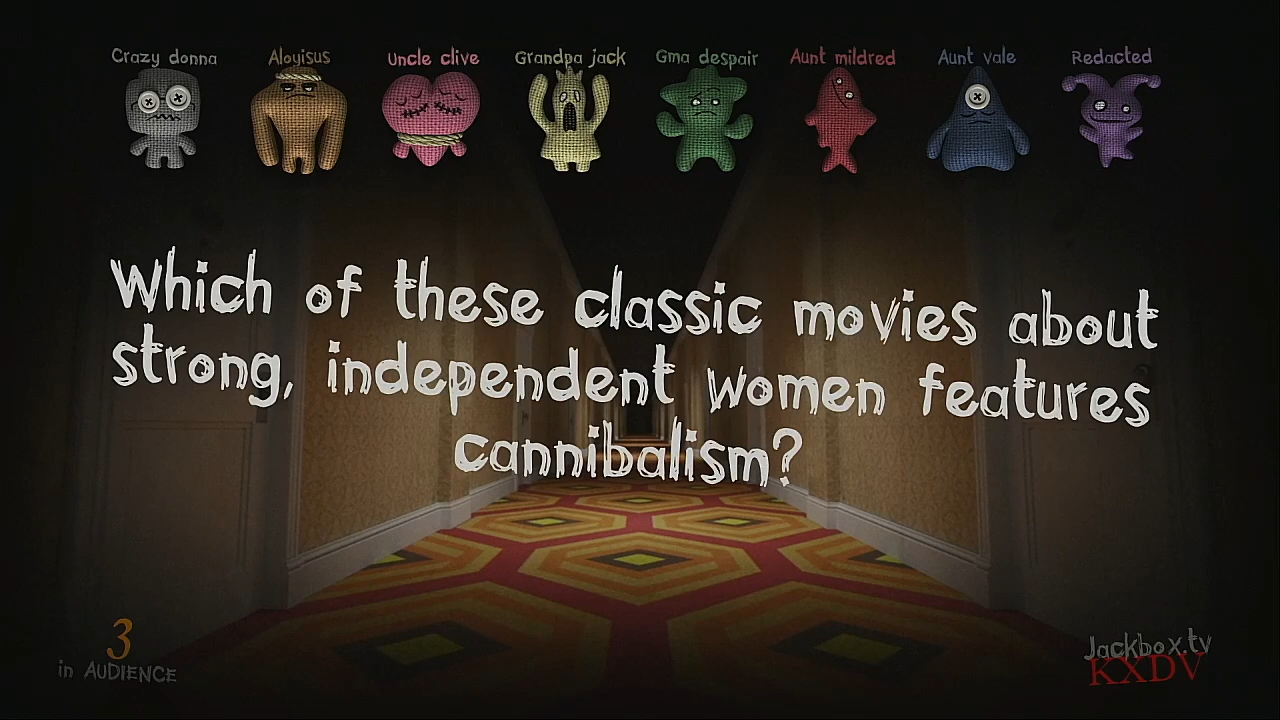 Crazy donna Aloyisus Uncle clive Grandpa jack Gma despair Aunt mildred Aunt vale Redacted
Which of these classic movies about
strong, independent women features
cannibalism?
3
in AUDIENCE
Jackbox.tv
KXDV